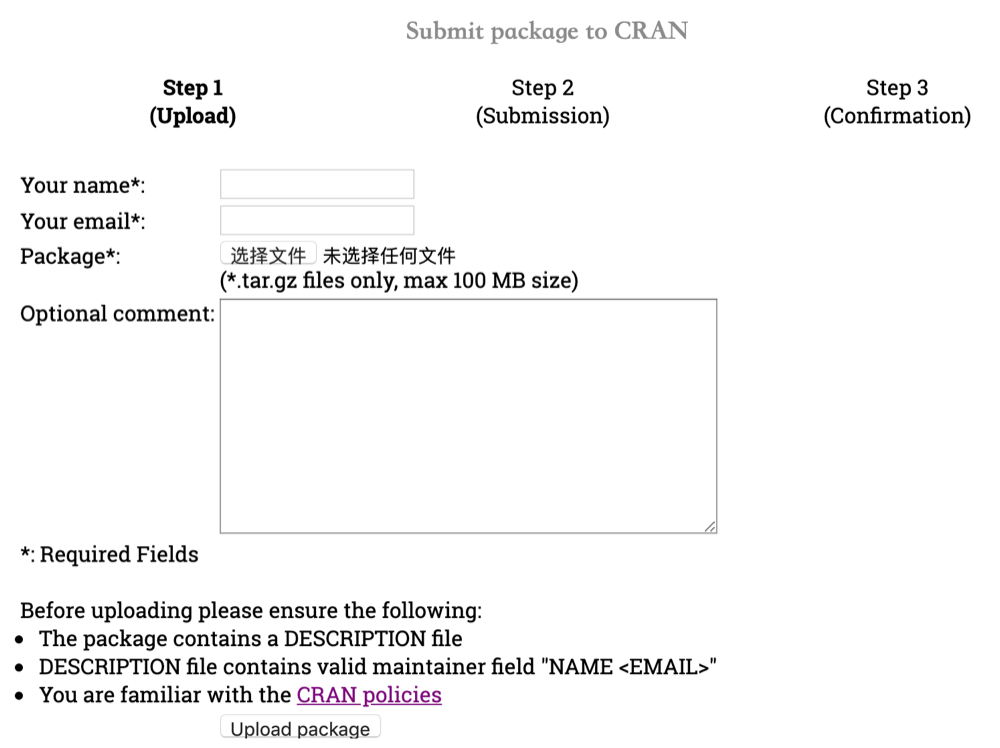 Submit package to CRAN
Step 1 Step 2 Step 3
(Upload) (Submission) (Confirmation)
Your name*:
Your email*:
Package*: 选择文件 未选择任何文件
(*.tar.gz files only, max 100 MB size)
Optional comment:
*: Required Fields
Before uploading please ensure the following:
• The package contains a DESCRIPTION file
• DESCRIPTION file contains valid maintainer field "NAME <EMAIL>"
• You are familiar with the CRAN policies
Upload package